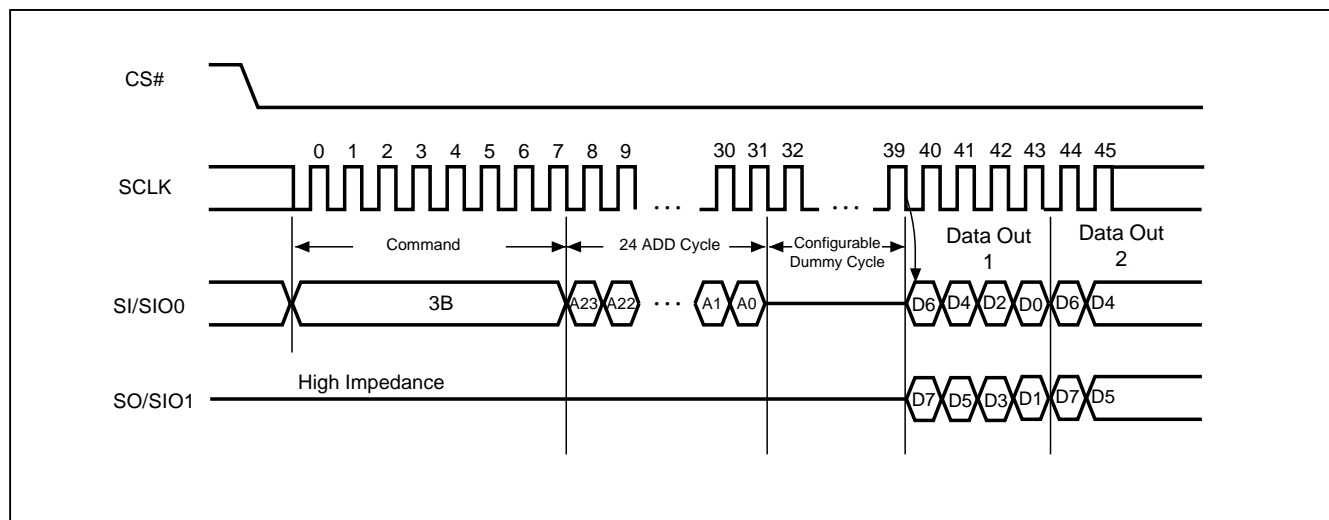 CS#
0 1 2 3 4 5 6 7 8 9 30 31 32 39 40 41 42 43 44 45
SCLK
... ...
Command 24 ADD Cycle Configurable Data Out Data Out
Dummy Cycle 1 2
SI/SIO0 3B A23 A22 ... A1 A0 D6 D4 D2 D0 D6 D4
High Impedance
SO/SIO1 D7 D5 D3 D1 D7 D5